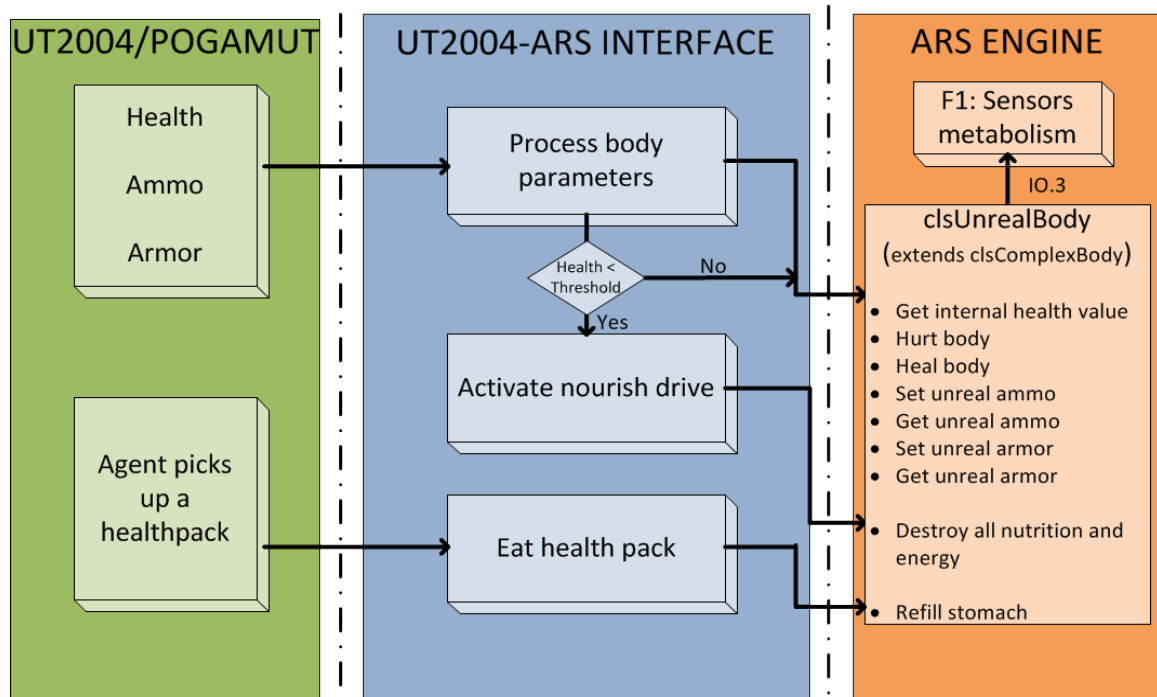 UT2004/POGAMUT
Health
Ammo
Armor
Agent picks
up a
healthpack
UT2004-ARS INTERFACE
Process body
parameters
Health <
Threshold
No
Yes
Activate nourish drive
Eat health pack
ARS ENGINE
F1: Sensors
metabolism
IO.3
clsUnrealBody
(extends clsComplexBody)
• Get internal health value
• Hurt body
• Heal body
• Set unreal ammo
• Get unreal ammo
• Set unreal armor
• Get unreal armor
• Destroy all nutrition and
energy
• Refill stomach